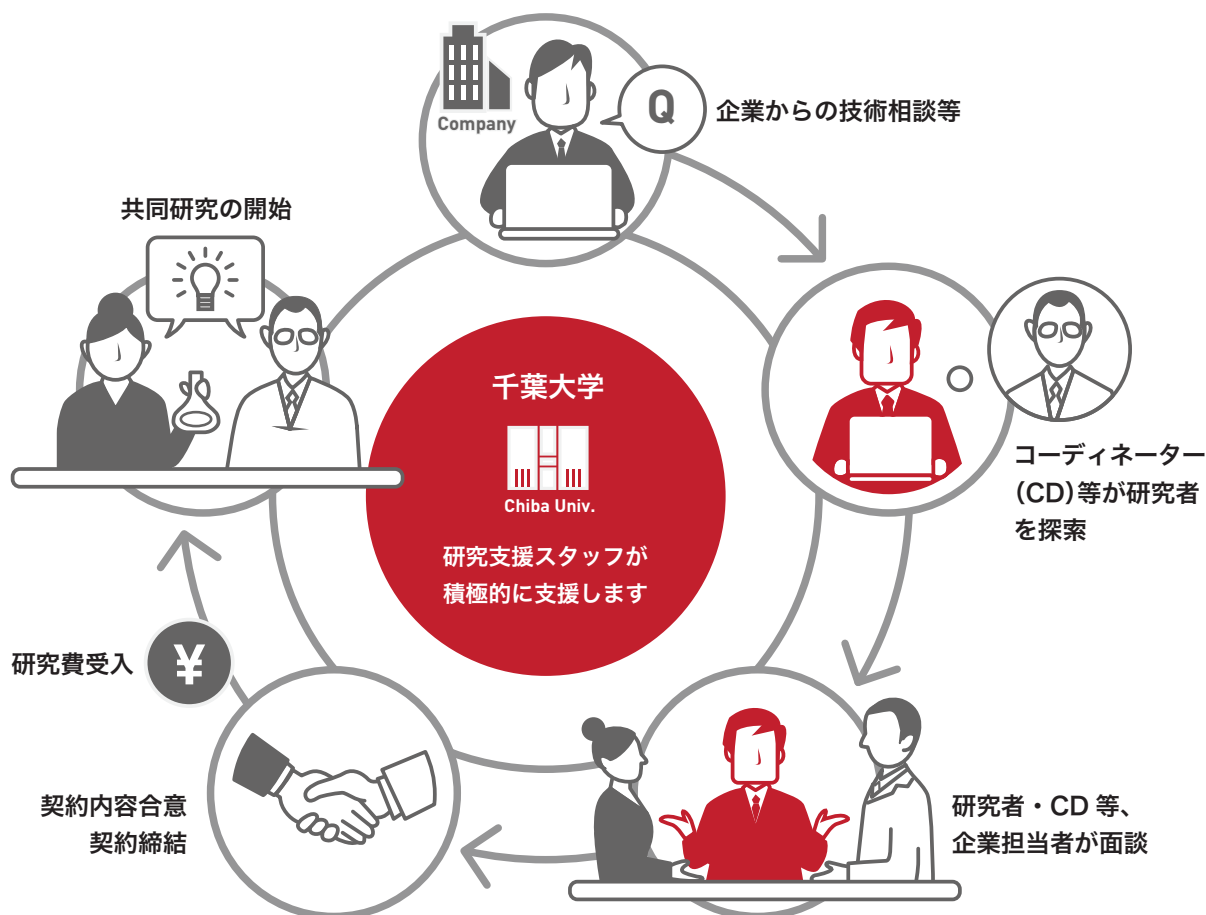 Company
Q
企業からの技術相談等
共同研究の開始
千葉大学
Chiba Univ.
研究支援スタッフが
積極的に支援します
コーディネーター
(CD)等が研究者
を探索
研究費受入
¥
契約内容合意
契約締結
研究者・CD 等、
企業担当者が面談